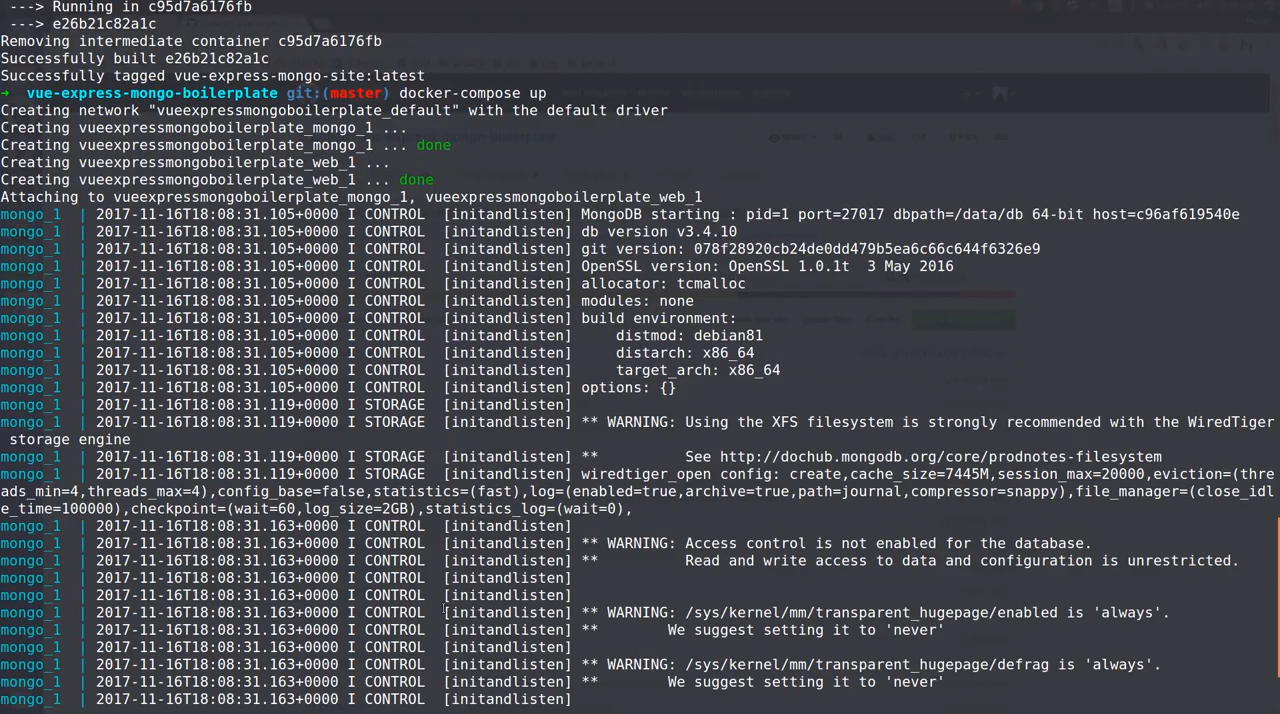 ---> Running in c95d7a6176fb
---> e26b21c82a1c
Removing intermediate container c95d7a6176fb
Successfully built e26b21c82a1c
Successfully tagged vue-express-mongo-site:latest
➜  vue-express-mongo-boilerplate git:(master) docker-compose up
Creating network "vueexpressmongoboilerplate_default" with the default driver
Creating vueexpressmongoboilerplate_mongo_1 ...
Creating vueexpressmongoboilerplate_mongo_1 ... done
Creating vueexpressmongoboilerplate_web_1 ...
Creating vueexpressmongoboilerplate_web_1 ... done
Attaching to vueexpressmongoboilerplate_mongo_1, vueexpressmongoboilerplate_web_1
mongo_1  | 2017-11-16T18:08:31.105+0000 I CONTROL  [initandlisten] MongoDB starting : pid=1 port=27017 dbpath=/data/db 64-bit host=c96af619540e
mongo_1  | 2017-11-16T18:08:31.105+0000 I CONTROL  [initandlisten] db version v3.4.10
mongo_1  | 2017-11-16T18:08:31.105+0000 I CONTROL  [initandlisten] git version: 078f28920cb24de0dd479b5ea6c66c644f6326e9
mongo_1  | 2017-11-16T18:08:31.105+0000 I CONTROL  [initandlisten] OpenSSL version: OpenSSL 1.0.1t  3 May 2016
mongo_1  | 2017-11-16T18:08:31.105+0000 I CONTROL  [initandlisten] allocator: tcmalloc
mongo_1  | 2017-11-16T18:08:31.105+0000 I CONTROL  [initandlisten] modules: none
mongo_1  | 2017-11-16T18:08:31.105+0000 I CONTROL  [initandlisten] build environment:
mongo_1  | 2017-11-16T18:08:31.105+0000 I CONTROL  [initandlisten]     distmod: debian81
mongo_1  | 2017-11-16T18:08:31.105+0000 I CONTROL  [initandlisten]     distarch: x86_64
mongo_1  | 2017-11-16T18:08:31.105+0000 I CONTROL  [initandlisten]     target_arch: x86_64
mongo_1  | 2017-11-16T18:08:31.105+0000 I CONTROL  [initandlisten] options: {}
mongo_1  | 2017-11-16T18:08:31.119+0000 I STORAGE  [initandlisten]
mongo_1  | 2017-11-16T18:08:31.119+0000 I STORAGE  [initandlisten] ** WARNING: Using the XFS filesystem is strongly recommended with the WiredTiger
storage engine
mongo_1  | 2017-11-16T18:08:31.119+0000 I STORAGE  [initandlisten] **          See http://dochub.mongodb.org/core/prodnotes-filesystem
mongo_1  | 2017-11-16T18:08:31.119+0000 I STORAGE  [initandlisten] wiredtiger_open config: create,cache_size=7445M,session_max=20000,eviction=(thre
ads_min=4,threads_max=4),config_base=false,statistics=(fast),log=(enabled=true,archive=true,path=journal,compressor=snappy),file_manager=(close_idl
e_time=100000),checkpoint=(wait=60,log_size=2GB),statistics_log=(wait=0),
mongo_1  | 2017-11-16T18:08:31.163+0000 I CONTROL  [initandlisten]
mongo_1  | 2017-11-16T18:08:31.163+0000 I CONTROL  [initandlisten] ** WARNING: Access control is not enabled for the database.
mongo_1  | 2017-11-16T18:08:31.163+0000 I CONTROL  [initandlisten] **          Read and write access to data and configuration is unrestricted.
mongo_1  | 2017-11-16T18:08:31.163+0000 I CONTROL  [initandlisten]
mongo_1  | 2017-11-16T18:08:31.163+0000 I CONTROL  [initandlisten]
mongo_1  | 2017-11-16T18:08:31.163+0000 I CONTROL  [initandlisten] ** WARNING: /sys/kernel/mm/transparent_hugepage/enabled is 'always'.
mongo_1  | 2017-11-16T18:08:31.163+0000 I CONTROL  [initandlisten] **        We suggest setting it to 'never'
mongo_1  | 2017-11-16T18:08:31.163+0000 I CONTROL  [initandlisten]
mongo_1  | 2017-11-16T18:08:31.163+0000 I CONTROL  [initandlisten] ** WARNING: /sys/kernel/mm/transparent_hugepage/defrag is 'always'.
mongo_1  | 2017-11-16T18:08:31.163+0000 I CONTROL  [initandlisten] **        We suggest setting it to 'never'
mongo_1  | 2017-11-16T18:08:31.163+0000 I CONTROL  [initandlisten]